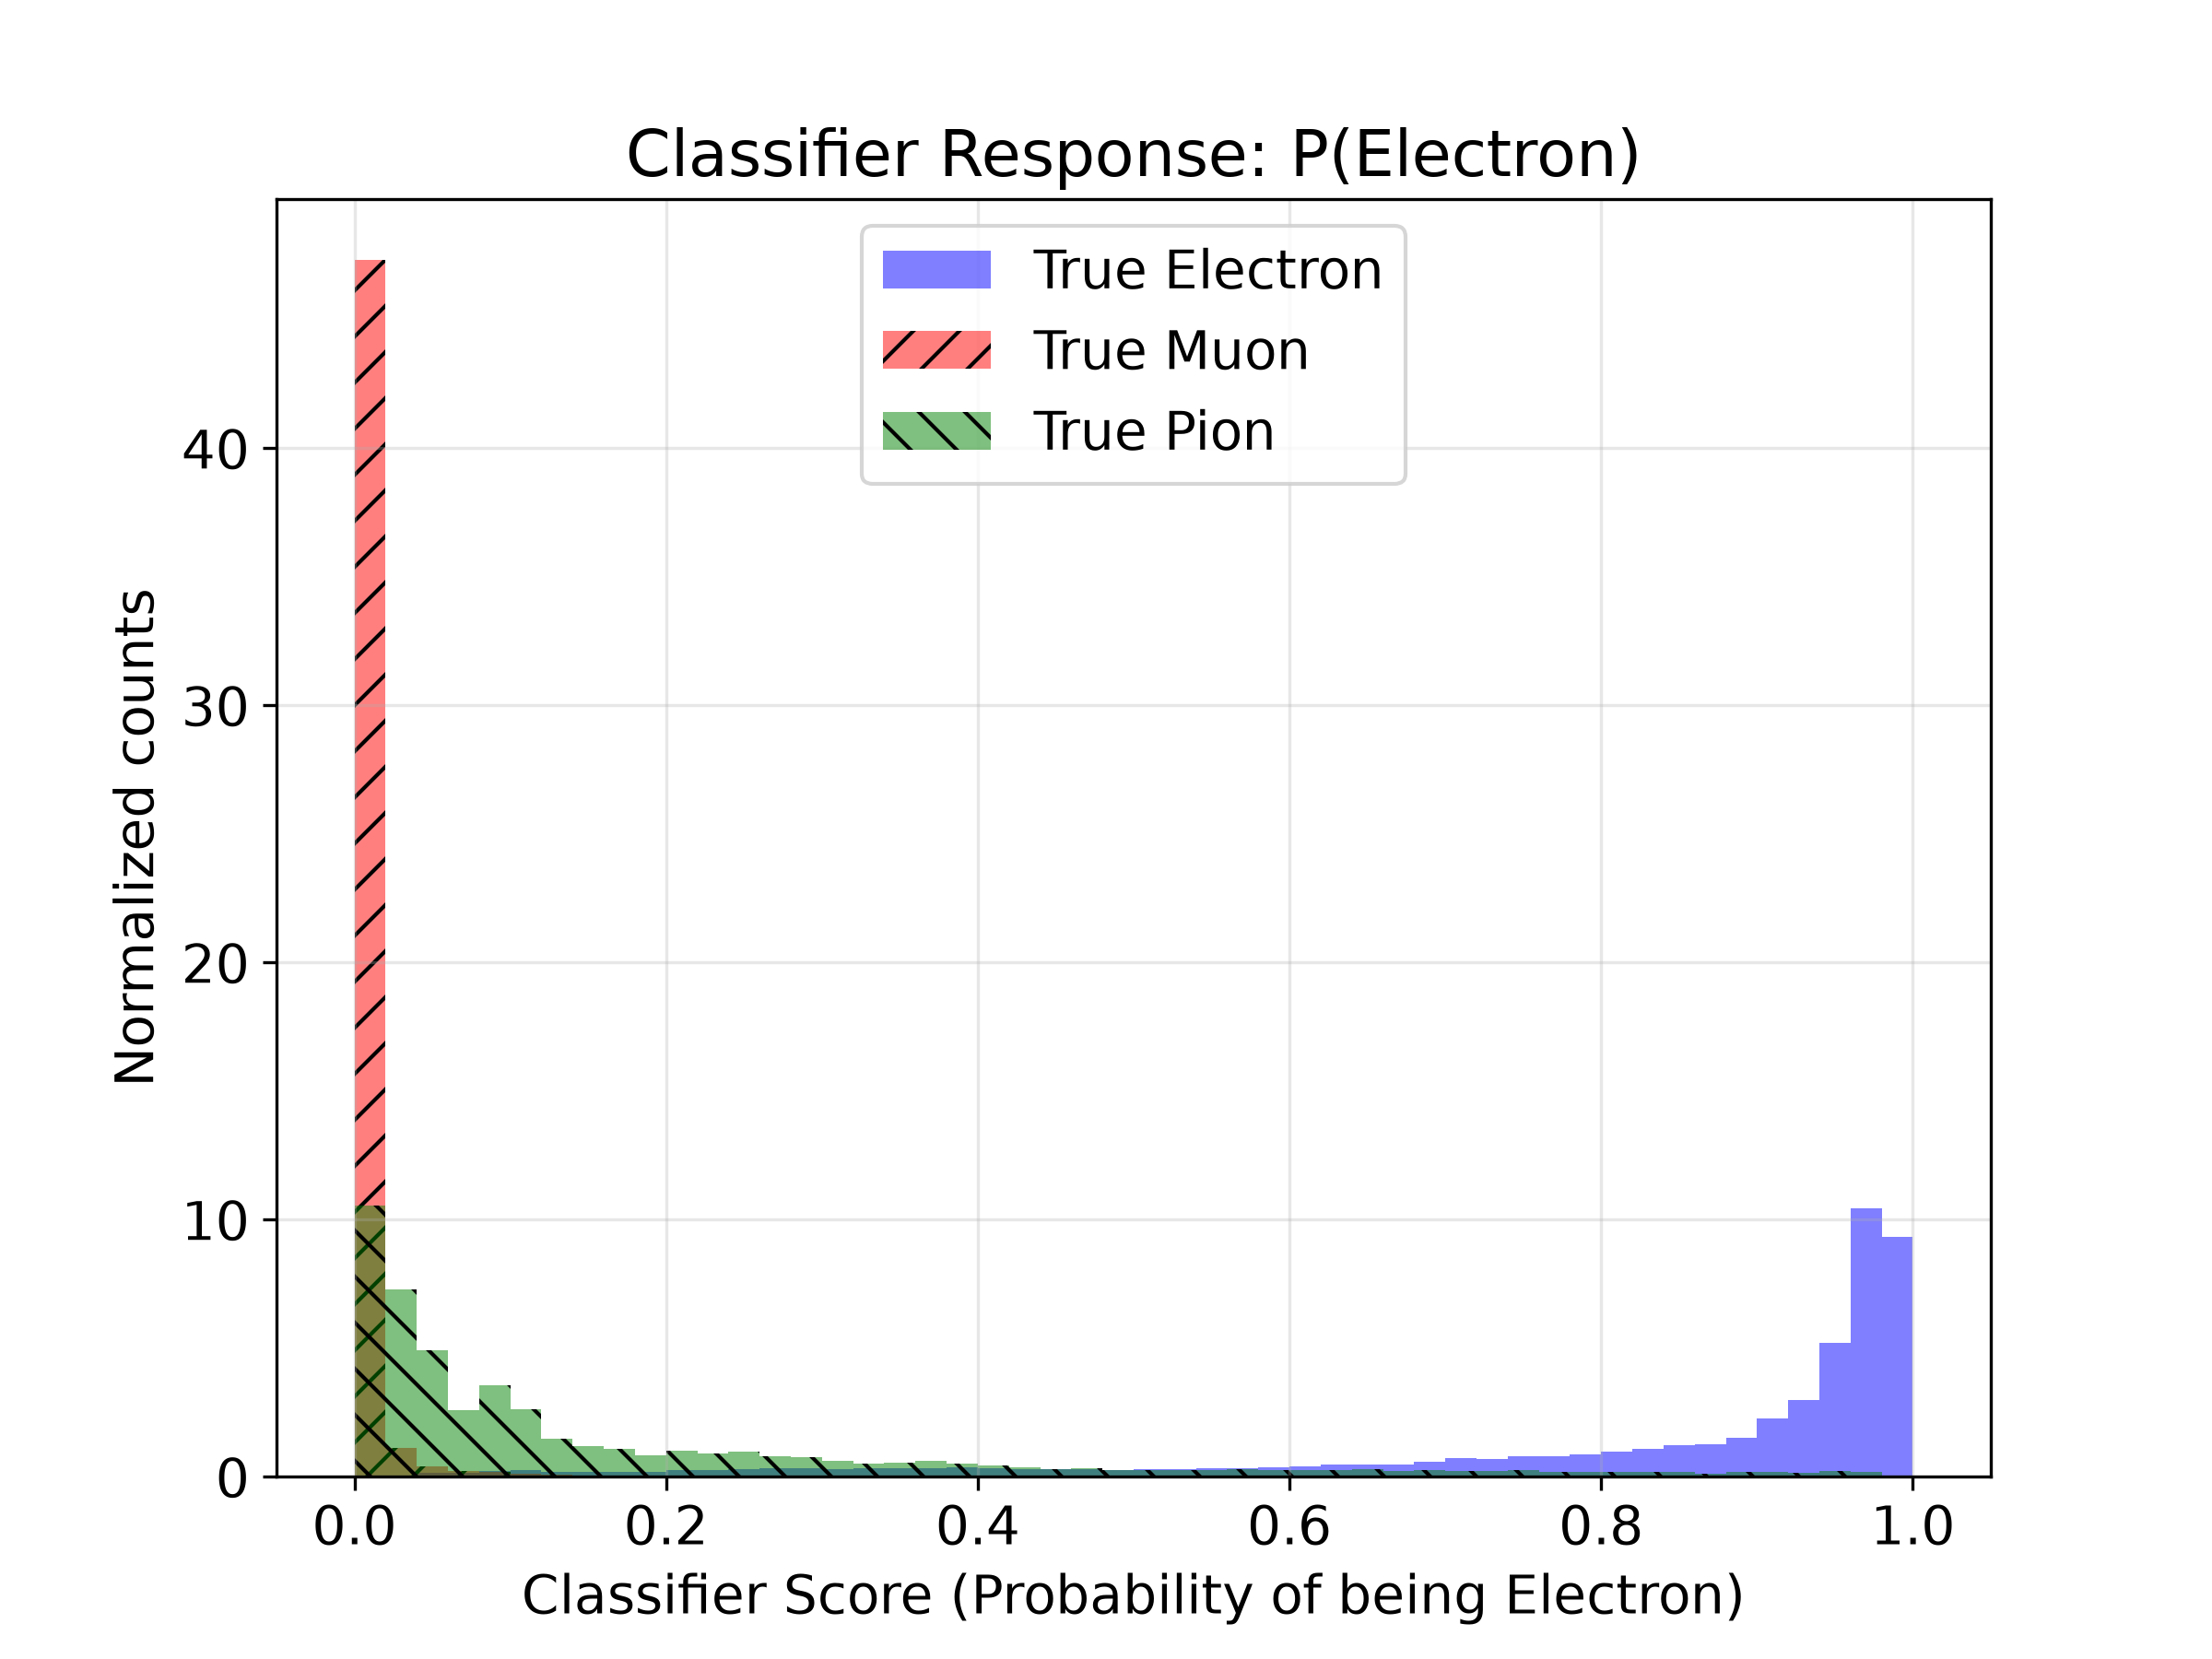 Classifier Response: P(Electron)
True Electron
True Muon
True Pion
Normalized counts
40
30
20
10
0
0.0 0.2 0.4 0.6 0.8 1.0
Classifier Score (Probability of being Electron)